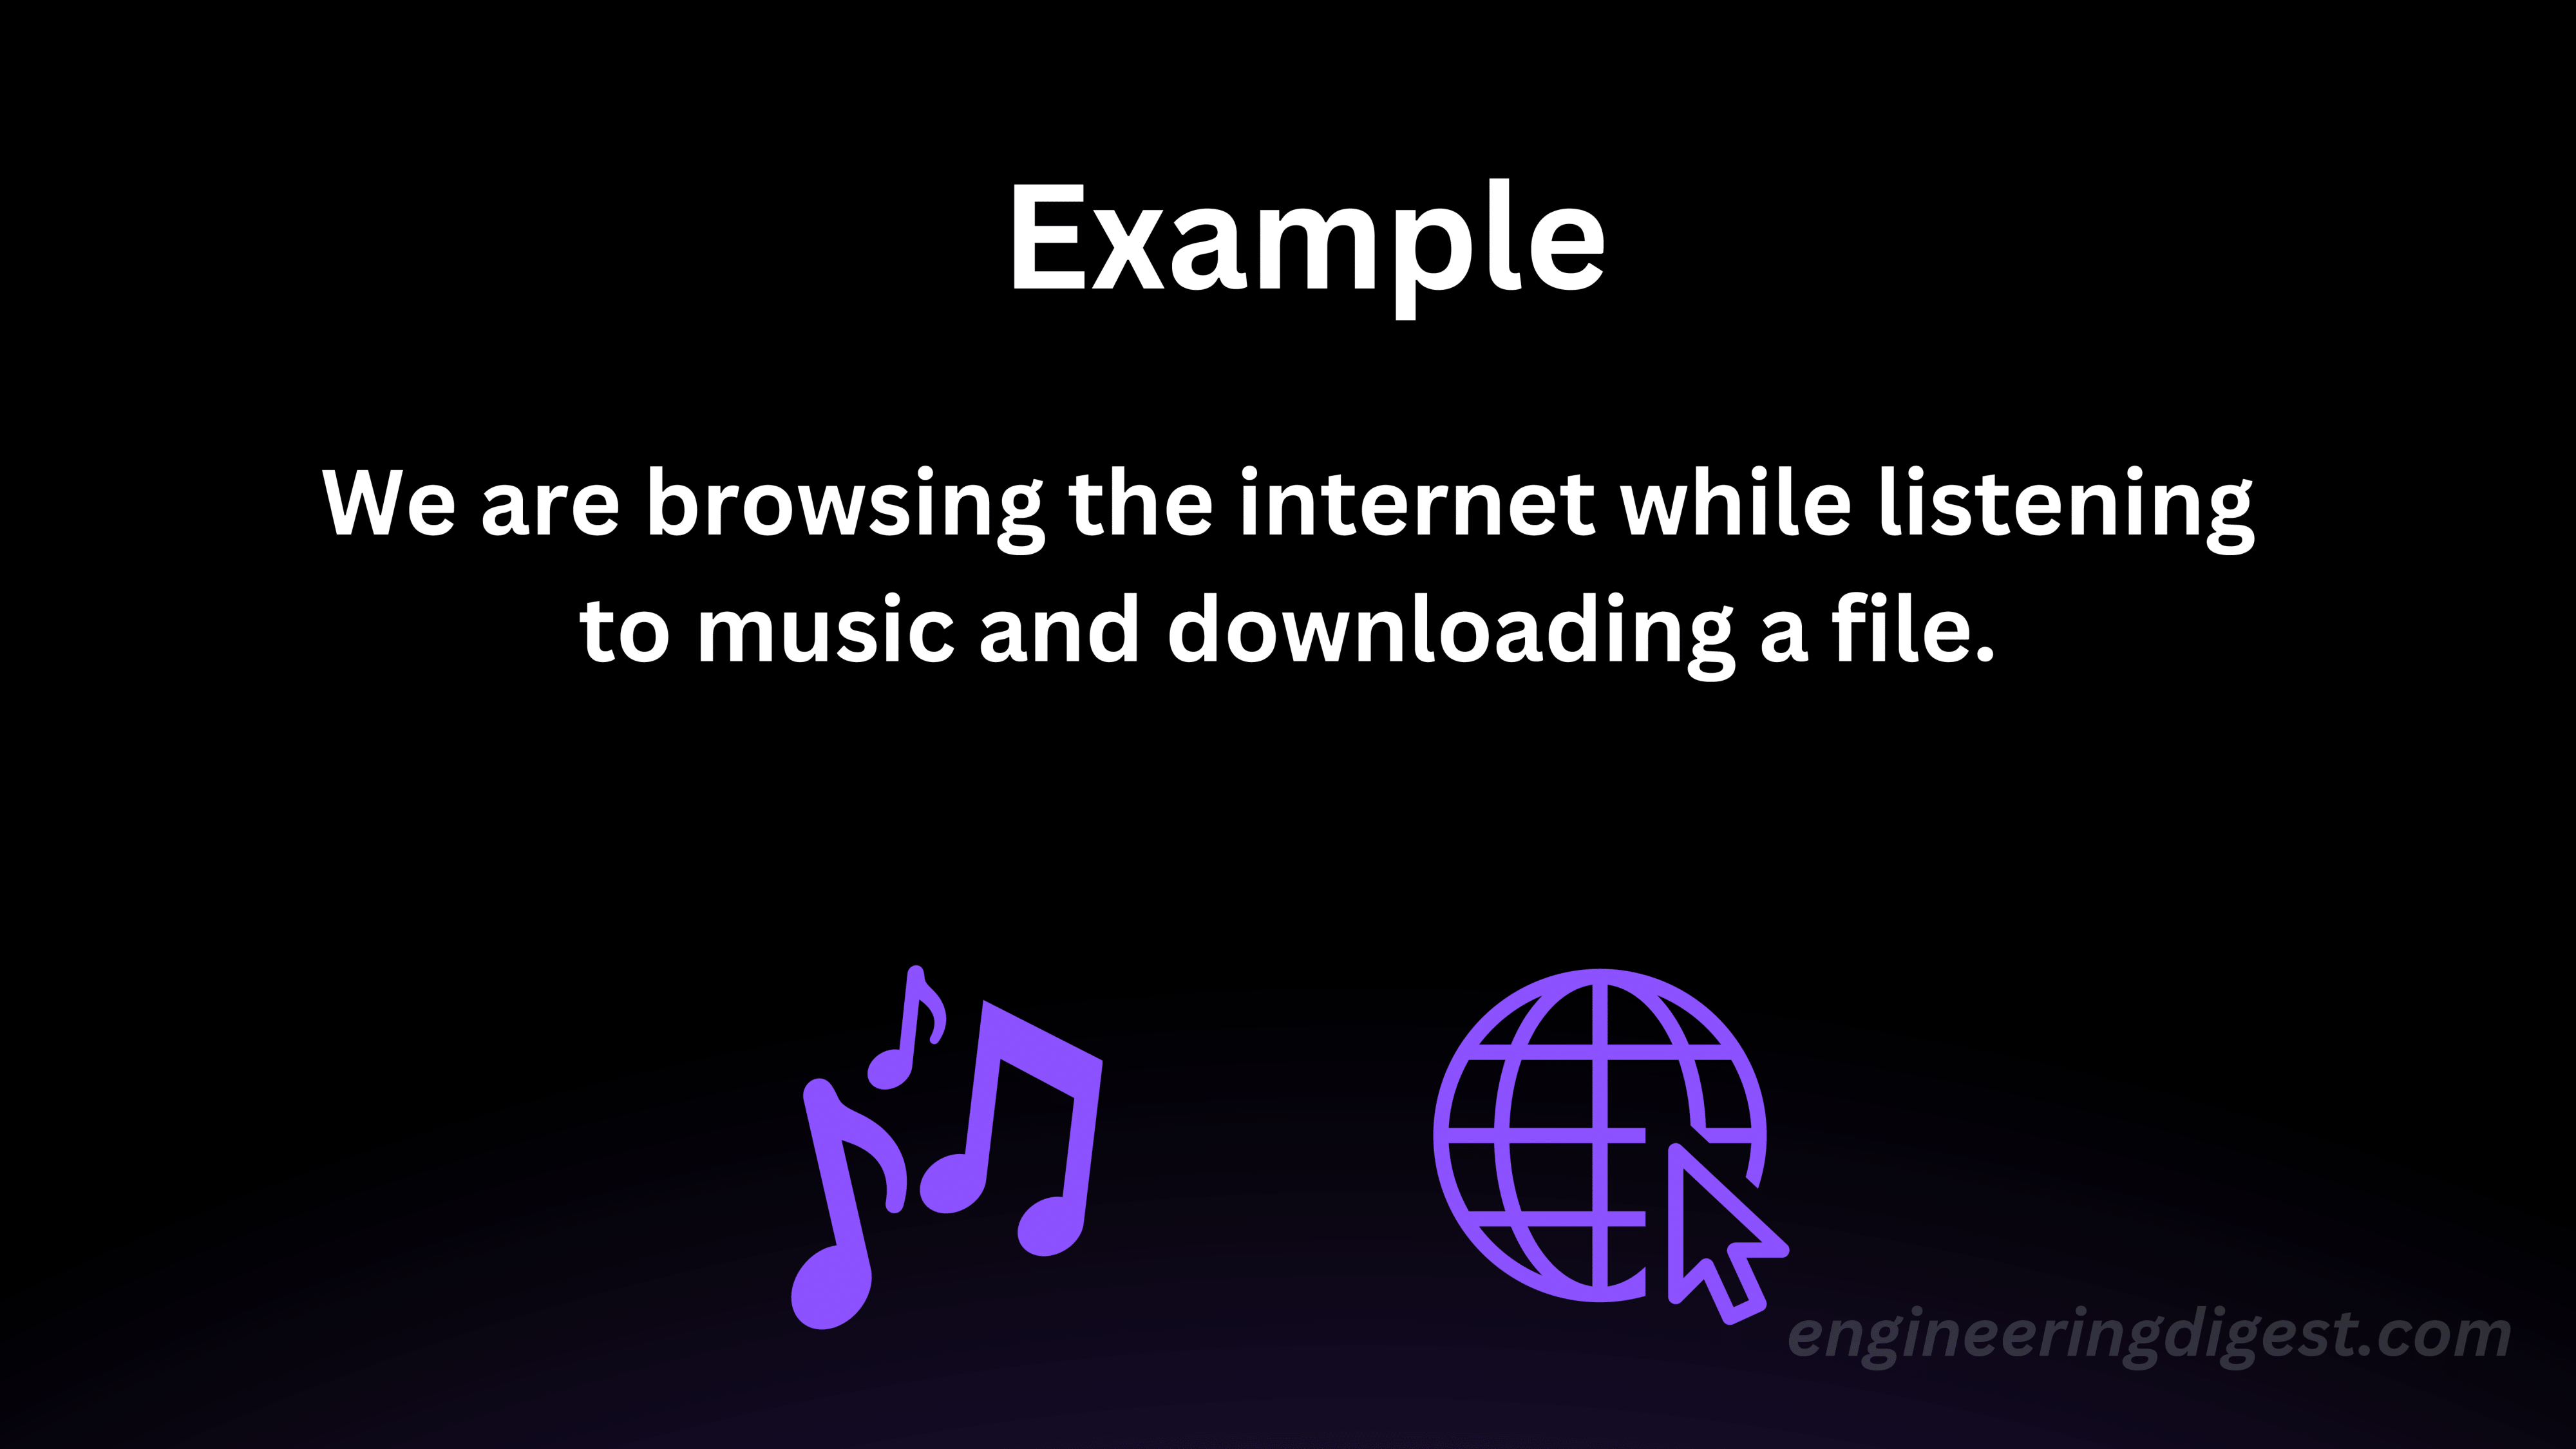 Example
We are browsing the internet while listening
to music and downloading a file.
engineeringdigest.com